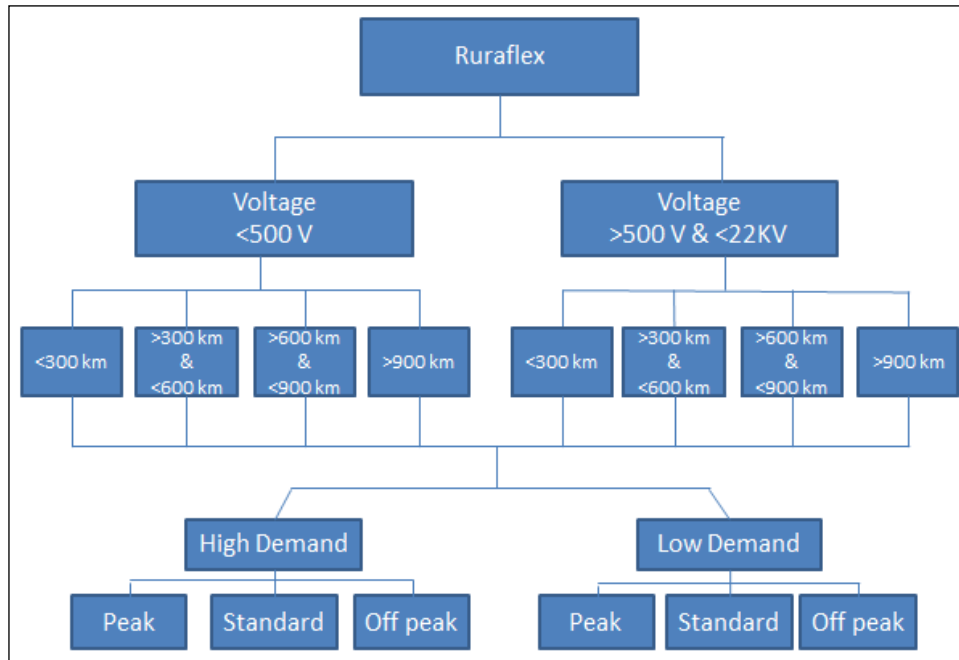 Ruraflex
Voltage
<500 V
Voltage
>500 V & <22KV
<300 km
>300 km
&
<600 km
>600 km
&
<900 km
>900 km
<300 km
>300 km
&
<600 km
>600 km
&
<900 km
>900 km
High Demand
Low Demand
Peak
Standard
Off peak
Peak
Standard
Off peak